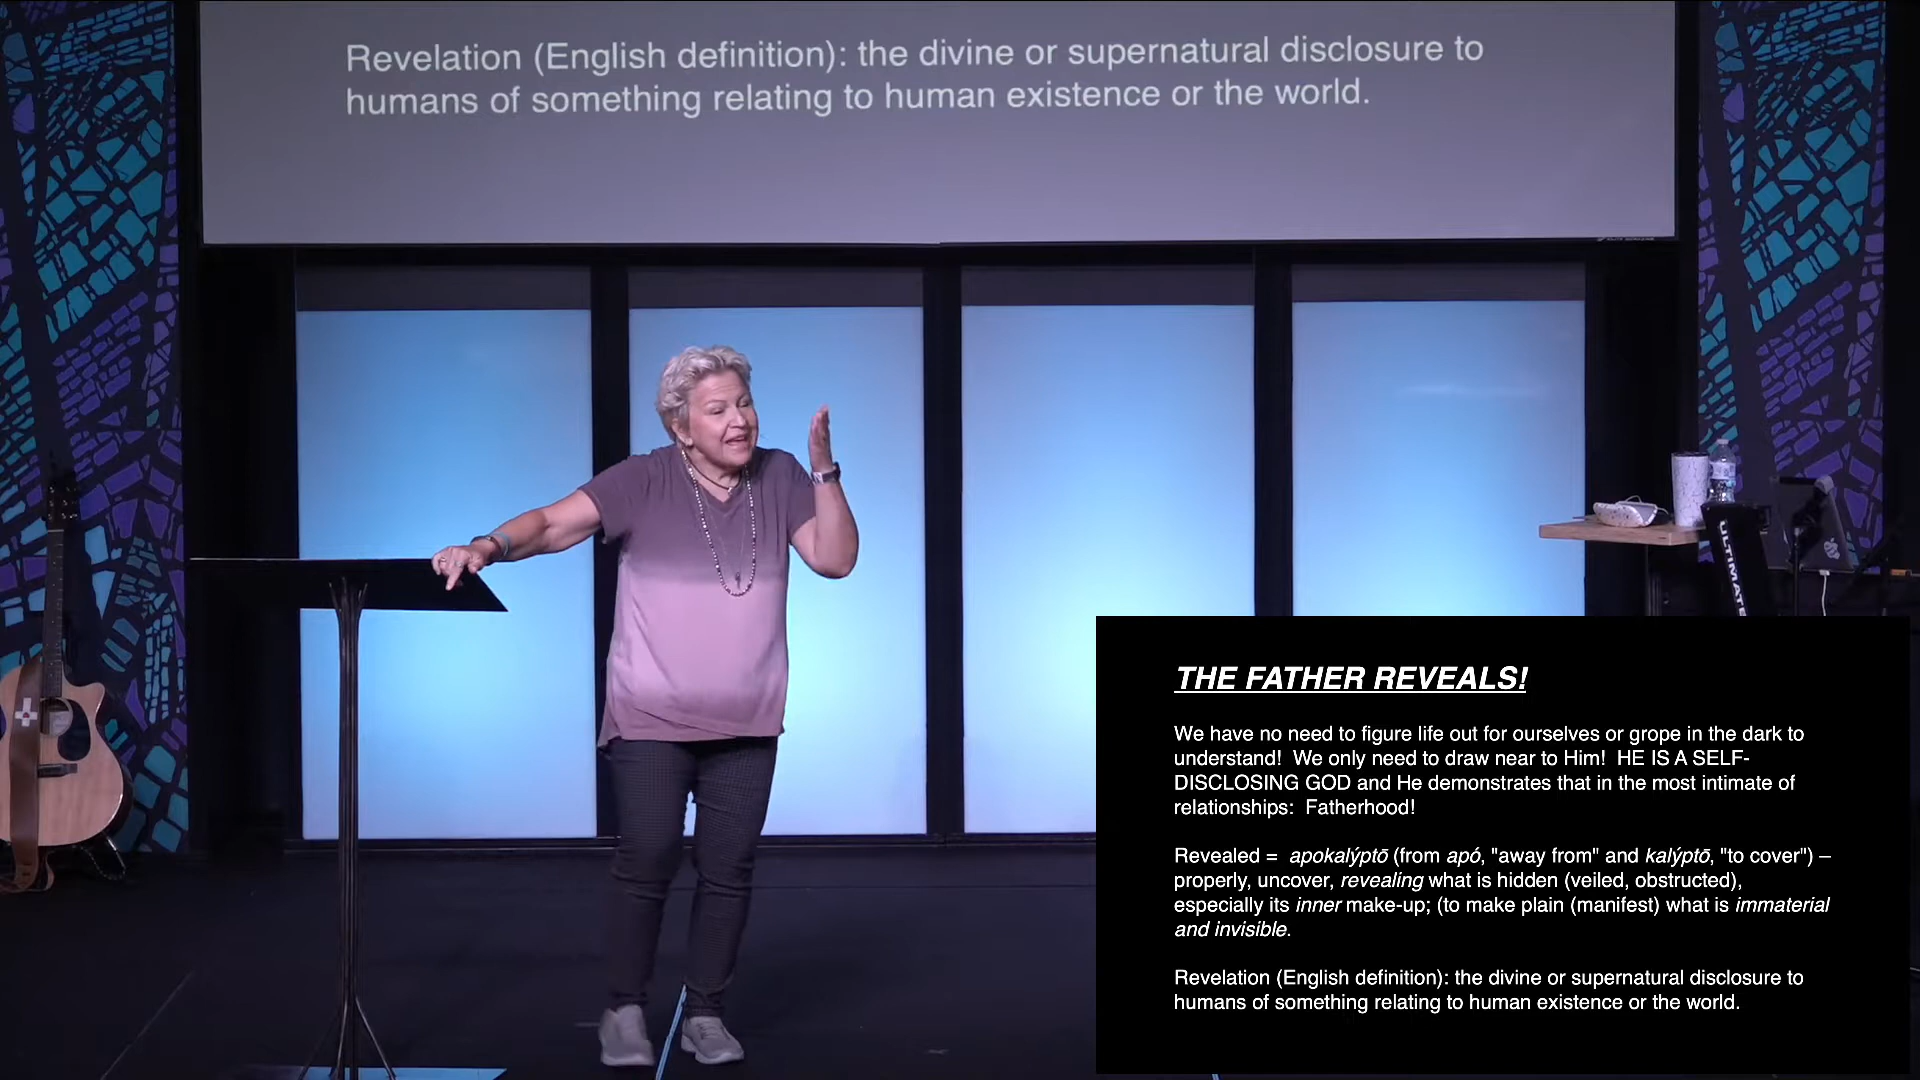 Revelation (English definition): the divine or supernatural disclosure to
humans of something relating to human existence or the world.
ULTIMATE
THE FATHER REVEALS!
We have no need to figure life out for ourselves or grope in the dark to
understand!  We only need to draw near to Him!  HE IS A SELF-
DISCLOSING GOD and He demonstrates that in the most intimate of
relationships:  Fatherhood!
Revealed =  apokalýptō (from apó, "away from" and kalýptō, "to cover") –
properly, uncover, revealing what is hidden (veiled, obstructed),
especially its inner make-up; (to make plain (manifest) what is immaterial
and invisible.
Revelation (English definition): the divine or supernatural disclosure to
humans of something relating to human existence or the world.